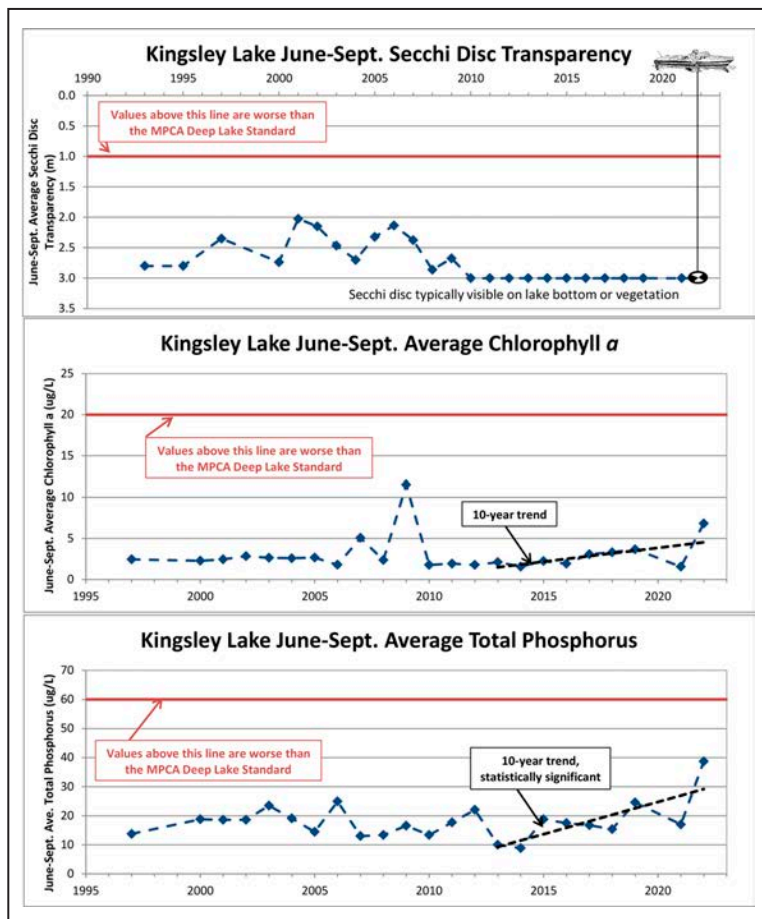 Kingsley Lake June-Sept. Secchi Disc Transparency
1990 1995 2000 2005 2010 2015 2020
June-Sept. Average Secchi Disc
Transparency (m)
0.0
0.5
1.0
1.5
2.0
2.5
3.0
3.5
Values above this line are worse than
the MPCA Deep Lake Standard
Secchi disc typically visible on lake bottom or vegetation
Kingsley Lake June-Sept. Average Chlorophyll a
June-Sept. Average Chlorophyll a (ug/L)
25
20
15
10
5
0
Values above this line are worse than
the MPCA Deep Lake Standard
10-year trend
1995 2000 2005 2010 2015 2020
Kingsley Lake June-Sept. Average Total Phosphorus
June-Sept. Ave. Total Phosphorus (ug/L)
70
60
50
40
30
20
10
0
Values above this line are worse than
the MPCA Deep Lake Standard
10-year trend,
statistically significant
1995 2000 2005 2010 2015 2020